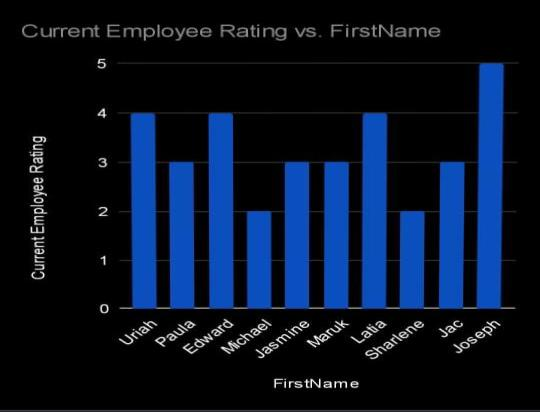 Current Employee Rating vs. FirstName
5
4
3
2
1
0
Current Employee Rating
Uriah
Paula
Edward
Michael
Jasmine
Maruk
Latia
Sharlene
Jac
Joseph
FirstName